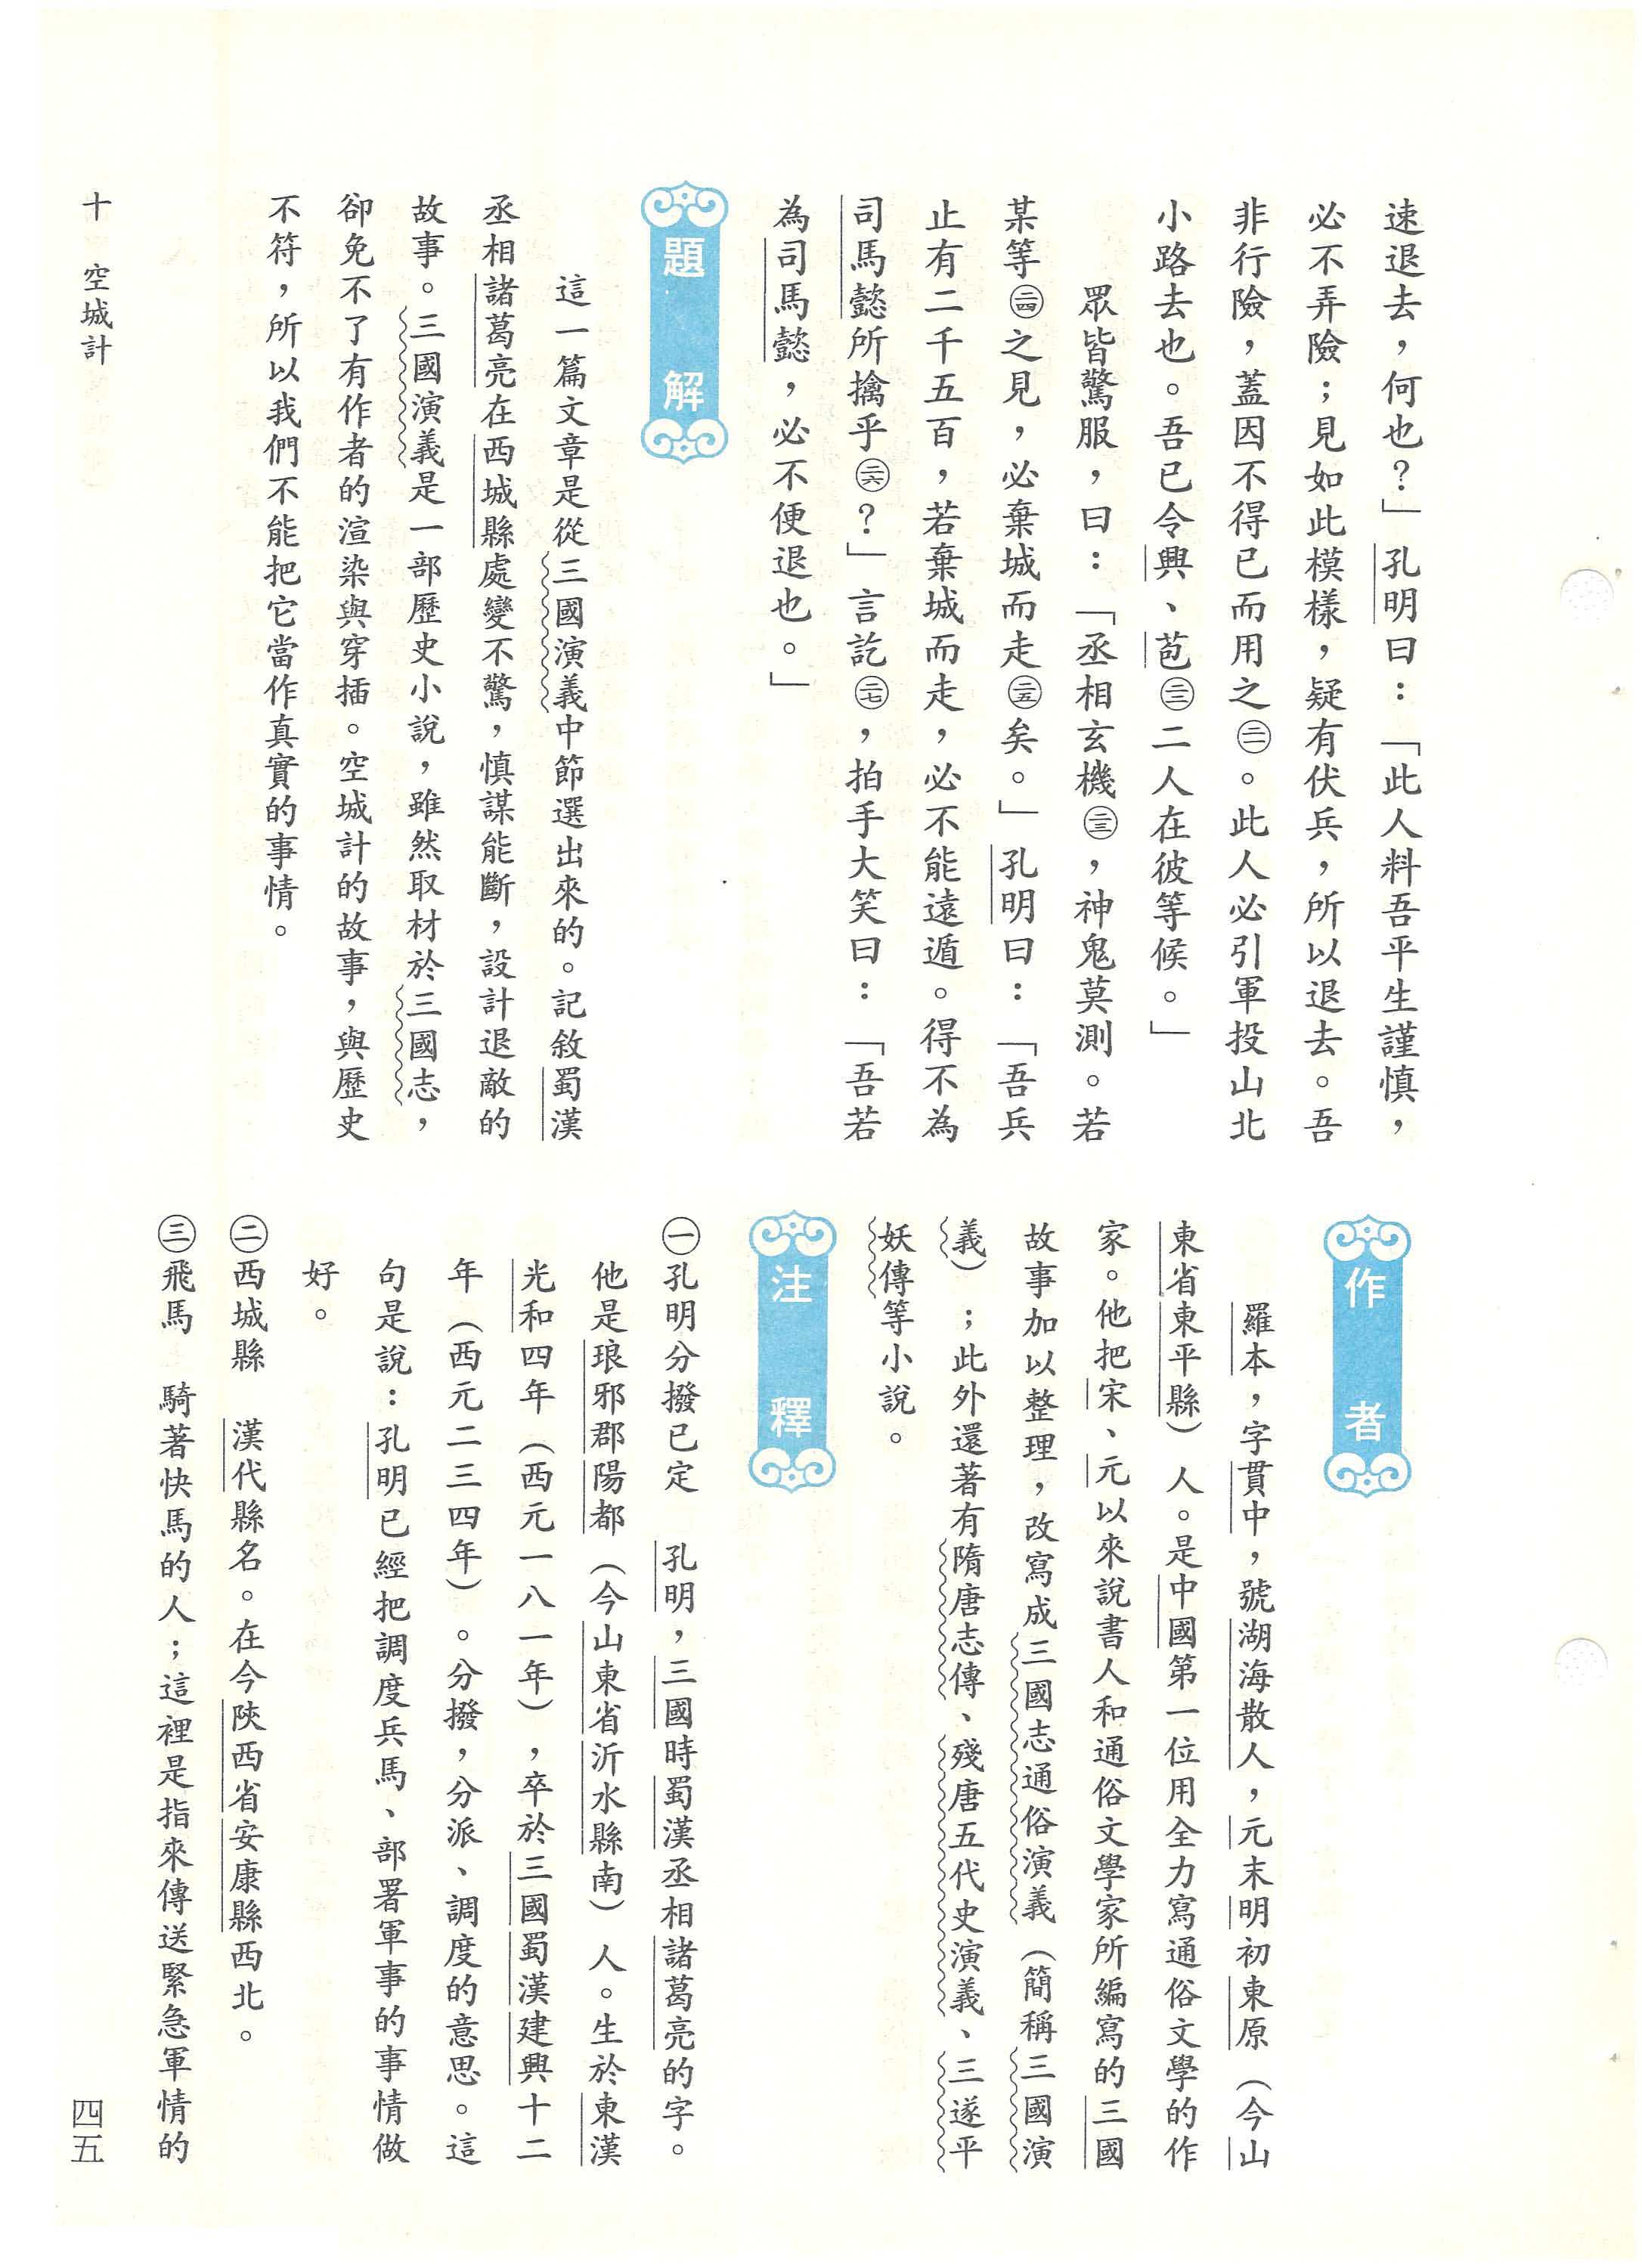 速退去，何也？」孔明曰：「此人料吾平生謹慎，
必不弄險；見如此模樣，疑有伏兵，所以退去。吾
非行險，蓋因不得已而用之㊁㊀。此人必引軍投山北
小路去也。吾已令興、苞㊁㊁二人在彼等候。」
眾皆驚服，曰：「丞相玄機㊁㊂，神鬼莫測。若
某等㊁㊃之見，必棄城而走㊁㊄矣。」孔明曰：「吾兵
止有二千五百，若棄城而走，必不能遠遁。得不為
司馬懿所擒乎㊁㊅？」言訖㊁㊆，拍手大笑曰：「吾若
為司馬懿，必不便退也。」
題解
這一篇文章是從三國演義中節選出來的。記敘蜀漢
丞相諸葛亮在西城縣處變不驚，慎謀能斷，設計退敵的
故事。三國演義是一部歷史小說，雖然取材於三國志，
卻免不了有作者的渲染與穿插。空城計的故事，與歷史
不符，所以我們不能把它當作真實的事情。
作者
羅本，字貫中，號湖海散人，元末明初東原（今山
東省東平縣）人。是中國第一位用全力寫通俗文學的作
家。他把宋、元以來說書人和通俗文學家所編寫的三國
故事加以整理，改寫成三國志通俗演義（簡稱三國演
義）；此外還著有隋唐志傳、殘唐五代史演義、三遂平
妖傳等小說。
注釋
㊀孔明分撥已定　孔明，三國時蜀漢丞相諸葛亮的字。
他是琅邪郡陽都（今山東省沂水縣南）人。生於東漢
光和四年（西元一八一年），卒於三國蜀漢建興十二
年（西元二三四年）。分撥，分派、調度的意思。這
句是說：孔明已經把調度兵馬、部署軍事的事情做
好。
㊁西城縣　漢代縣名。在今陝西省安康縣西北。
㊂飛馬　騎著快馬的人；這裡是指來傳送緊急軍情的
十　空城計
四五